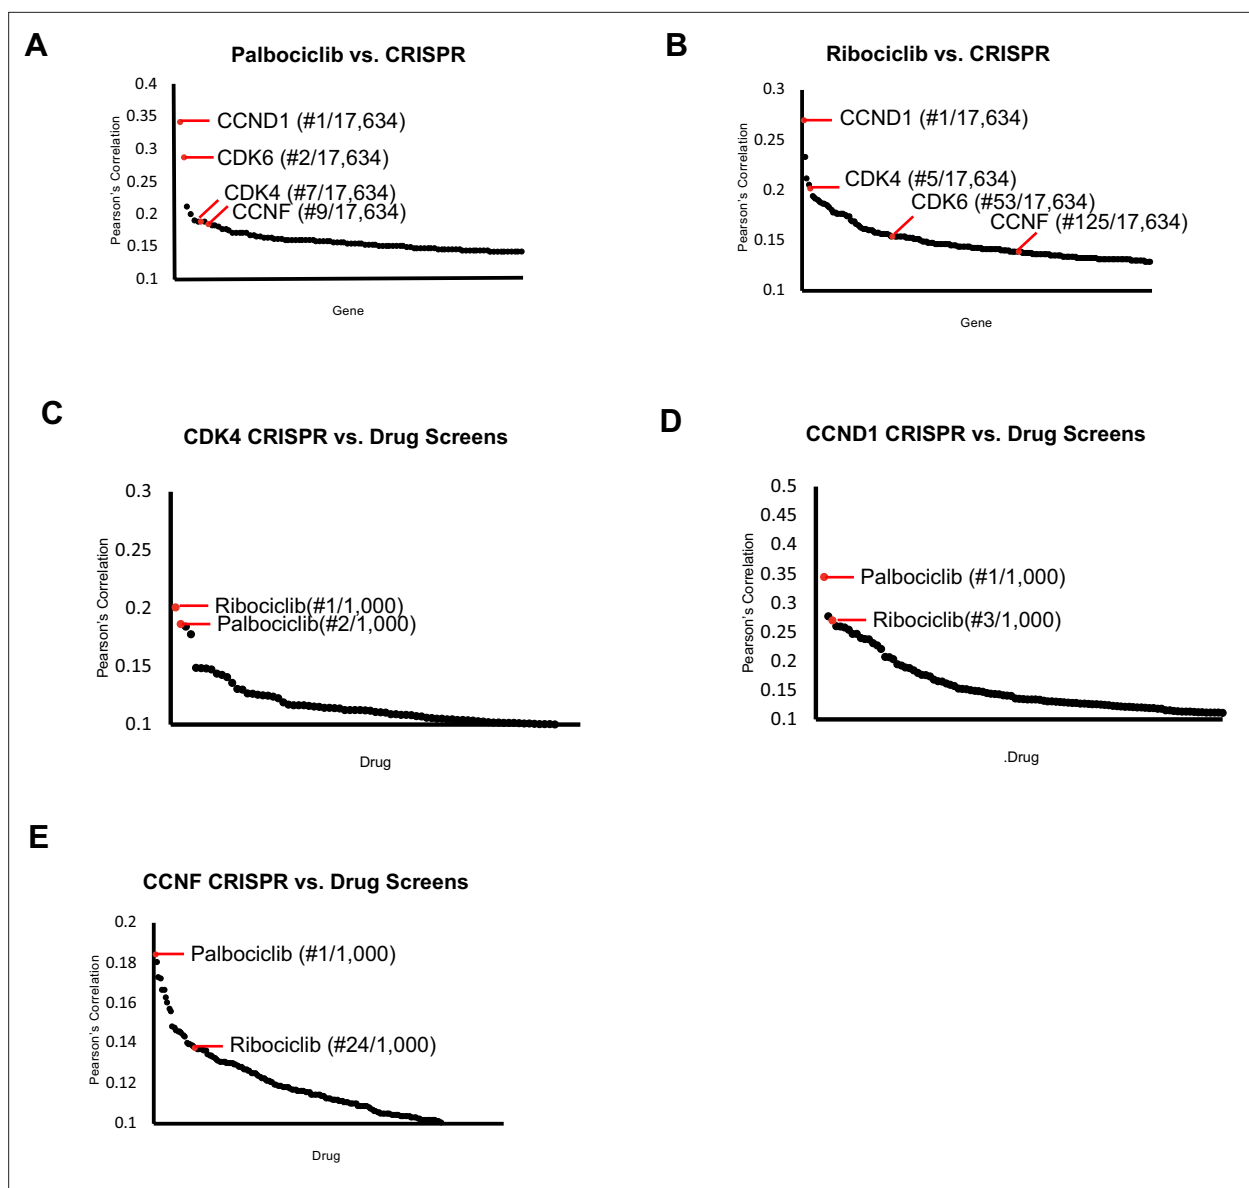 A
Palbociclib vs. CRISPR
Pearson's Correlation
0.4
0.35
0.3
0.25
0.2
0.15
0.1
CCND1 (#1/17,634)
CDK6 (#2/17,634)
CDK4 (#7/17,634)
CCNF (#9/17,634)
Gene
B
Ribociclib vs. CRISPR
Pearson's Correlation
0.3
0.25
0.2
0.15
0.1
CCND1 (#1/17,634)
CDK4 (#5/17,634)
CDK6 (#53/17,634)
CCNF (#125/17,634)
Gene
C
CDK4 CRISPR vs. Drug Screens
Pearson's Correlation
0.3
0.25
0.2
0.15
0.1
Ribociclib(#1/1,000)
Palbociclib(#2/1,000)
Drug
D
CCND1 CRISPR vs. Drug Screens
Pearson's Correlation
0.5
0.45
0.4
0.35
0.3
0.25
0.2
0.15
0.1
Palbociclib (#1/1,000)
Ribociclib(#3/1,000)
.Drug
E
CCNF CRISPR vs. Drug Screens
Pearson's Correlation
0.2
0.18
0.16
0.14
0.12
0.1
Palbociclib (#1/1,000)
Ribociclib (#24/1,000)
Drug